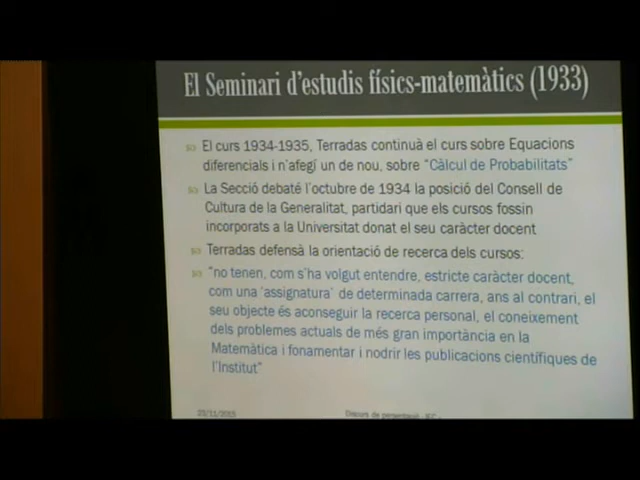 El Seminari d'estudis físics-matemàtics (1933)
El curs 1934-1935, Terradas continuà el curs sobre Equacions
diferencials i n'afegí un de nou, sobre "Càlcul de Probabilitats"
La Secció debaté l'octubre de 1934 la posició del Consell de
Cultura de la Generalitat, partidari que els cursos fossin
incorporats a la Universitat donat el seu caràcter docent
Terradas defensà la orientació de recerca dels cursos:
"no tenen, com s'ha volgut entendre, estricte caràcter docent,
com una 'assignatura' de determinada carrera, ans al contrari, el
seu objecte és aconseguir la recerca personal, el coneixement
dels problemes actuals de més gran importància en la
Matemàtica i fonamentar i nodrir les publicacions científiques de
l'Institut"
Discurs de presentació - IEC -